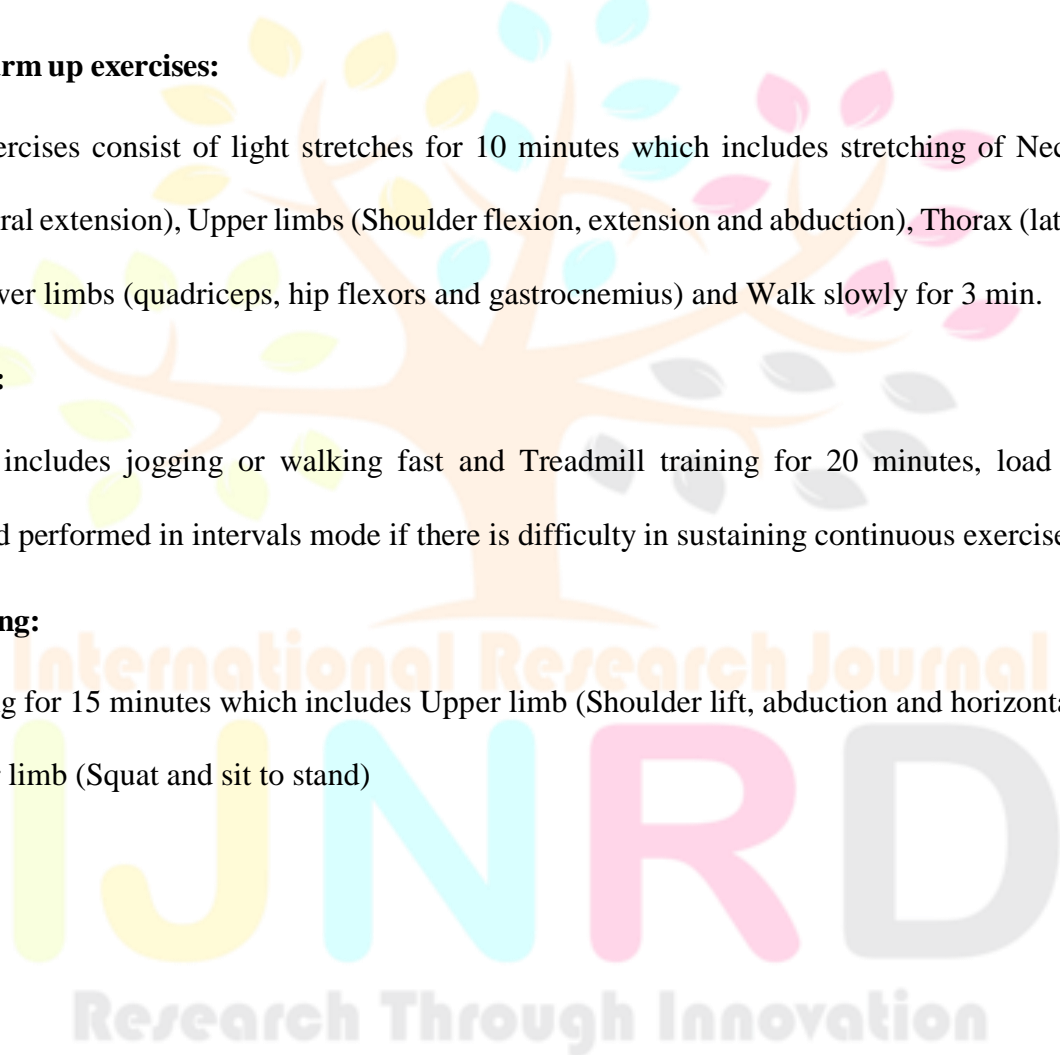 rm up exercises:
ercises consist of light stretches for 10 minutes which includes stretching of Nec
ral extension), Upper limbs (Shoulder flexion, extension and abduction), Thorax (lat
ver limbs (quadriceps, hip flexors and gastrocnemius) and Walk slowly for 3 min.
:
includes jogging or walking fast and Treadmill training for 20 minutes, load
d performed in intervals mode if there is difficulty in sustaining continuous exercise
ng:
International Research Journal
g for 15 minutes which includes Upper limb (Shoulder lift, abduction and horizonta
limb (Squat and sit to stand)
IJNRD
Research Through Innovation